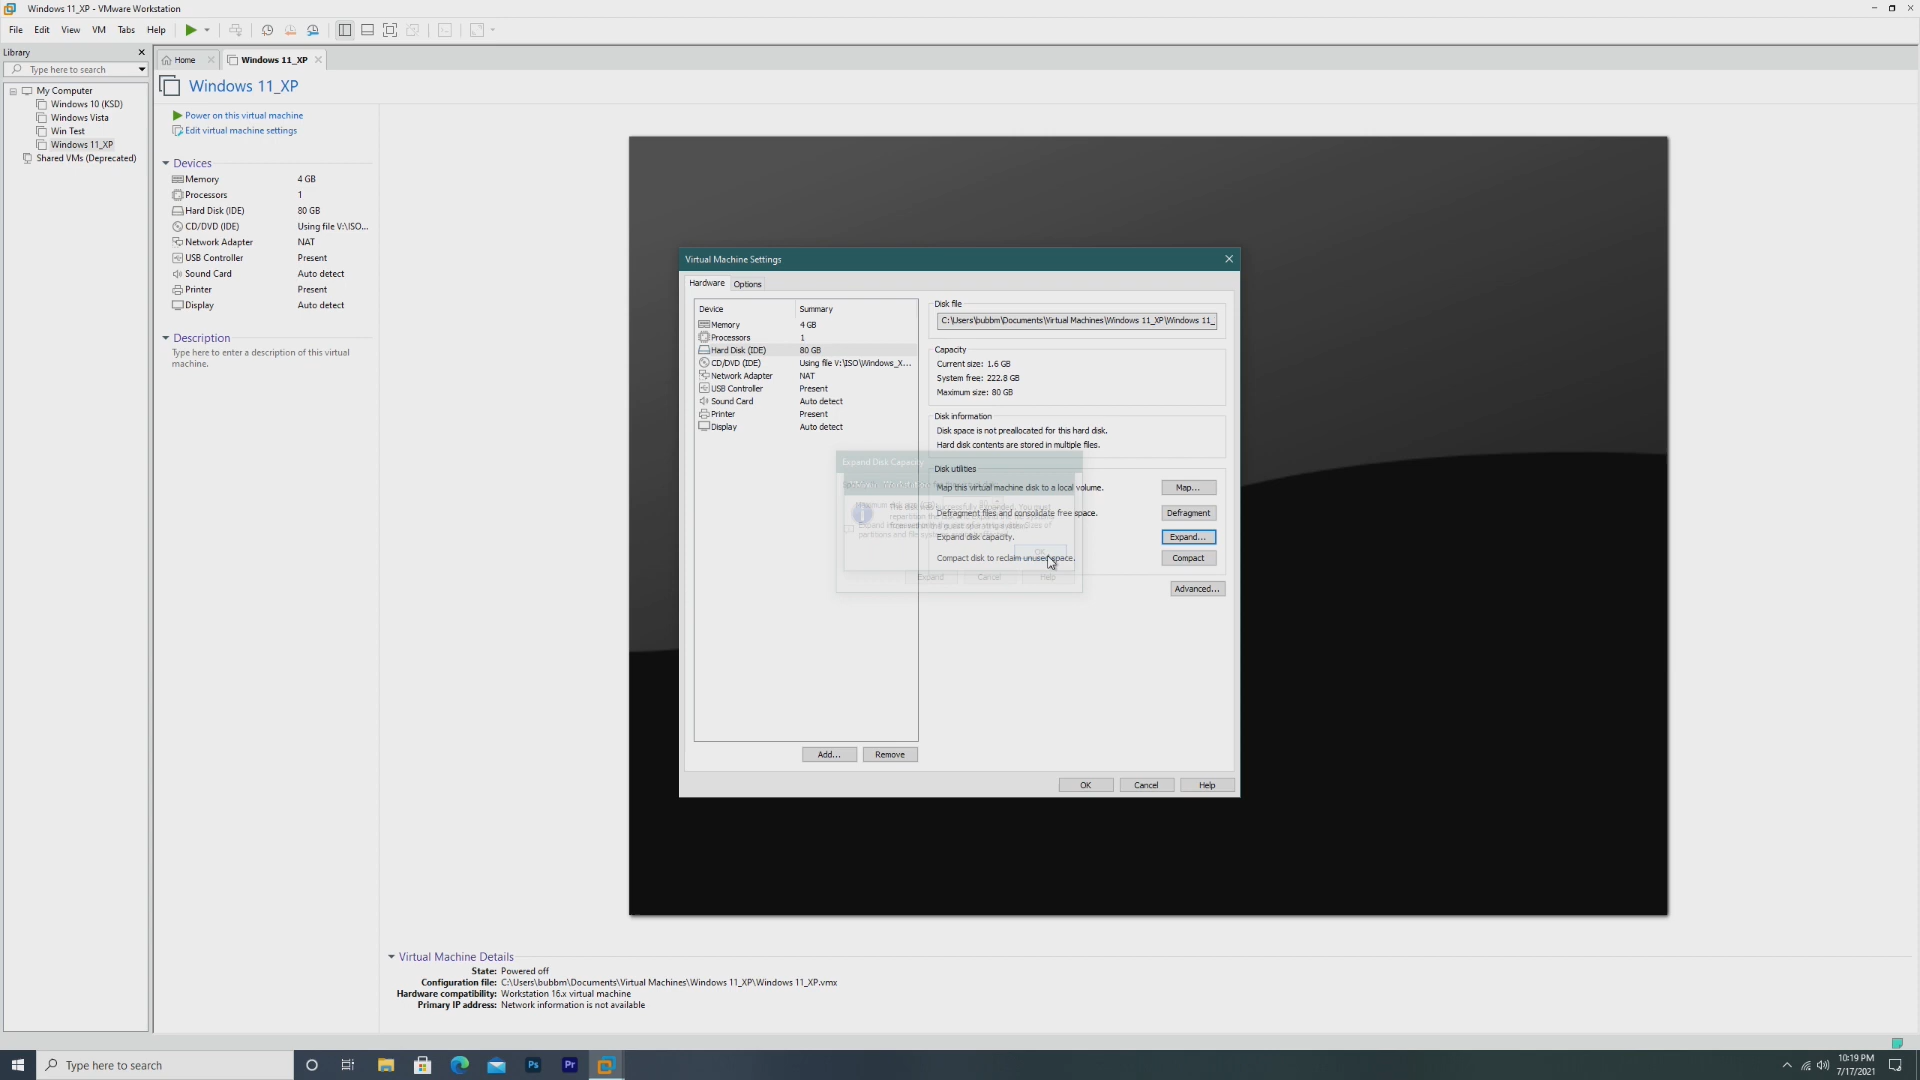 Windows 11_XP - VMware Workstation
File Edit View VM Tabs Help
Library
Type here to search
My Computer
Windows 10 (KSD)
Windows Vista
Win Test
Windows 11_XP
Shared VMs (Deprecated)
Home
Windows 11_XP
Windows 11_XP
Power on this virtual machine
Edit virtual machine settings
Devices
Memory 4 GB
Processors 1
Hard Disk (IDE) 80 GB
CD/DVD (IDE) Using file V:\ISO...
Network Adapter NAT
USB Controller Present
Sound Card Auto detect
Printer Present
Display Auto detect
Description
Type here to enter a description of this virtual
machine.
Virtual Machine Settings
Hardware Options
Device Summary
Memory 4 GB
Processors 1
Hard Disk (IDE) 80 GB
CD/DVD (IDE) Using file V:\ISO\Windows_X...
Network Adapter NAT
USB Controller Present
Sound Card Auto detect
Printer Present
Display Auto detect
Add... Remove
Disk file
C:\Users\bubbm\Documents\Virtual Machines\Windows 11_XP\Windows 11_
Capacity
Current size: 1.6 GB
System free: 222.8 GB
Maximum size: 80 GB
Disk information
Disk space is not preallocated for this hard disk.
Hard disk contents are stored in multiple files.
Disk utilities
Map this virtual machine disk to a local volume. Map...
Defragment files and consolidate free space. Defragment
Expand disk capacity. Expand...
Compact disk to reclaim unused space. Compact
Advanced...
Expand Disk Capacity
OK
Expand Cancel Help
OK Cancel Help
Virtual Machine Details
State: Powered off
Configuration file: C:\Users\bubbm\Documents\Virtual Machines\Windows 11_XP\Windows 11_XP.vmx
Hardware compatibility: Workstation 16.x virtual machine
Primary IP address: Network information is not available
Type here to search
Ps
Pr
10:19 PM
7/17/2021